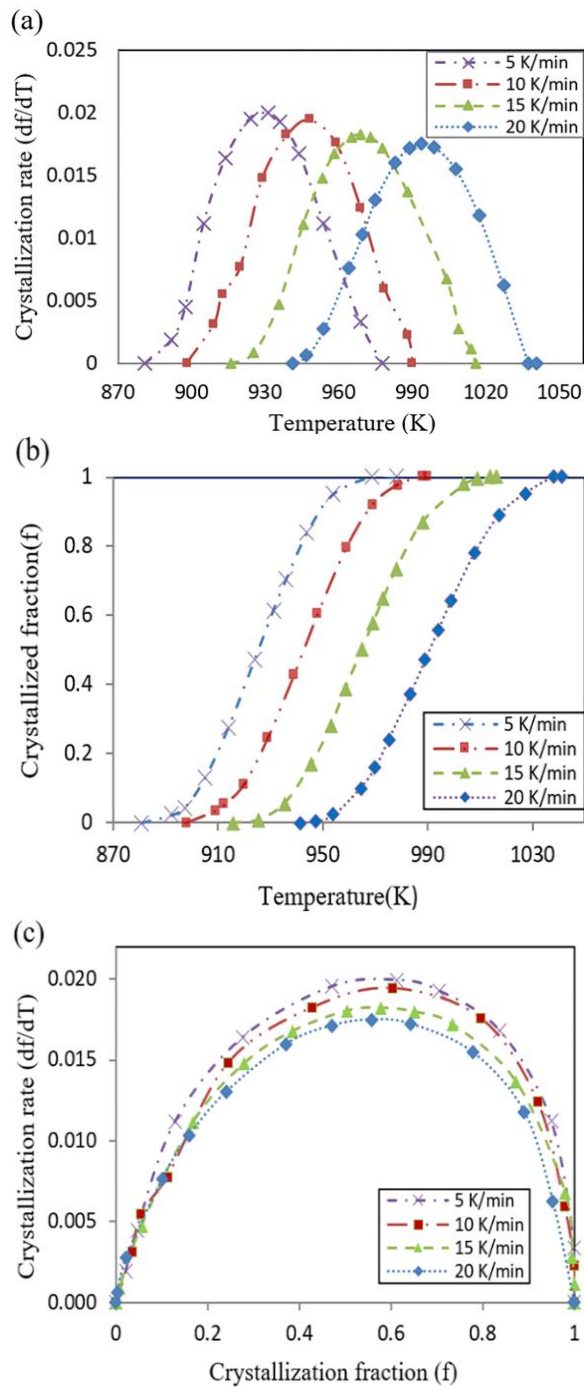 (a)
Crystallization rate (df/dT)
0.025
0.02
0.015
0.01
0.005
0
870
900
930
960
990
1020
1050
Temperature (K)
5 K/min
10 K/min
15 K/min
20 K/min
(b)
Crystallized fraction(f)
1
0.8
0.6
0.4
0.2
0
870
910
950
990
1030
Temperature(K)
5 K/min
10 K/min
15 K/min
20 K/min
(c)
Crystallization rate (df/dT)
0.020
0.015
0.010
0.005
0.000
0
0.2
0.4
0.6
0.8
1
Crystallization fraction (f)
5 K/min
10 K/min
15 K/min
20 K/min